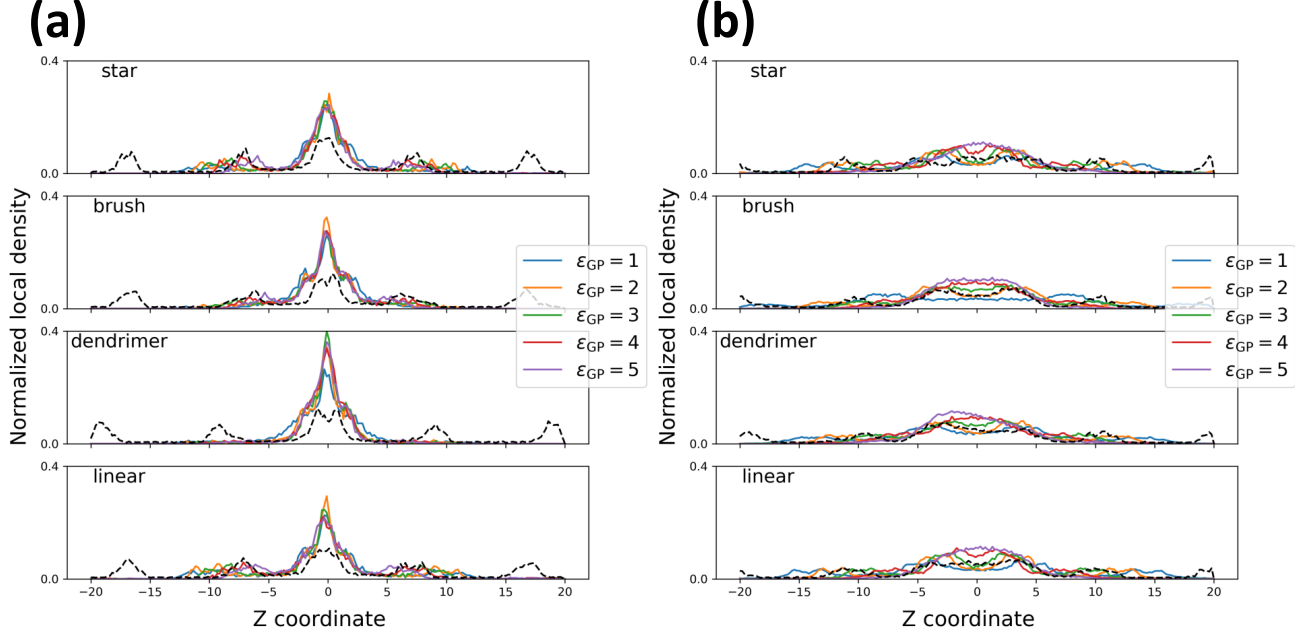 (a)
0.4
star
0.0
0.4
brush
0.0
0.4
dendrimer
0.0
0.4
linear
0.0
−20 −15 −10 −5 0 5 10 15 20
Z coordinate
Normalized local density
εGP = 1
εGP = 2
εGP = 3
εGP = 4
εGP = 5
(b)
0.4
star
0.0
0.4
brush
0.0
0.4
dendrimer
0.0
0.4
linear
0.0
−20 −15 −10 −5 0 5 10 15 20
Z coordinate
Normalized local density
εGP = 1
εGP = 2
εGP = 3
εGP = 4
εGP = 5